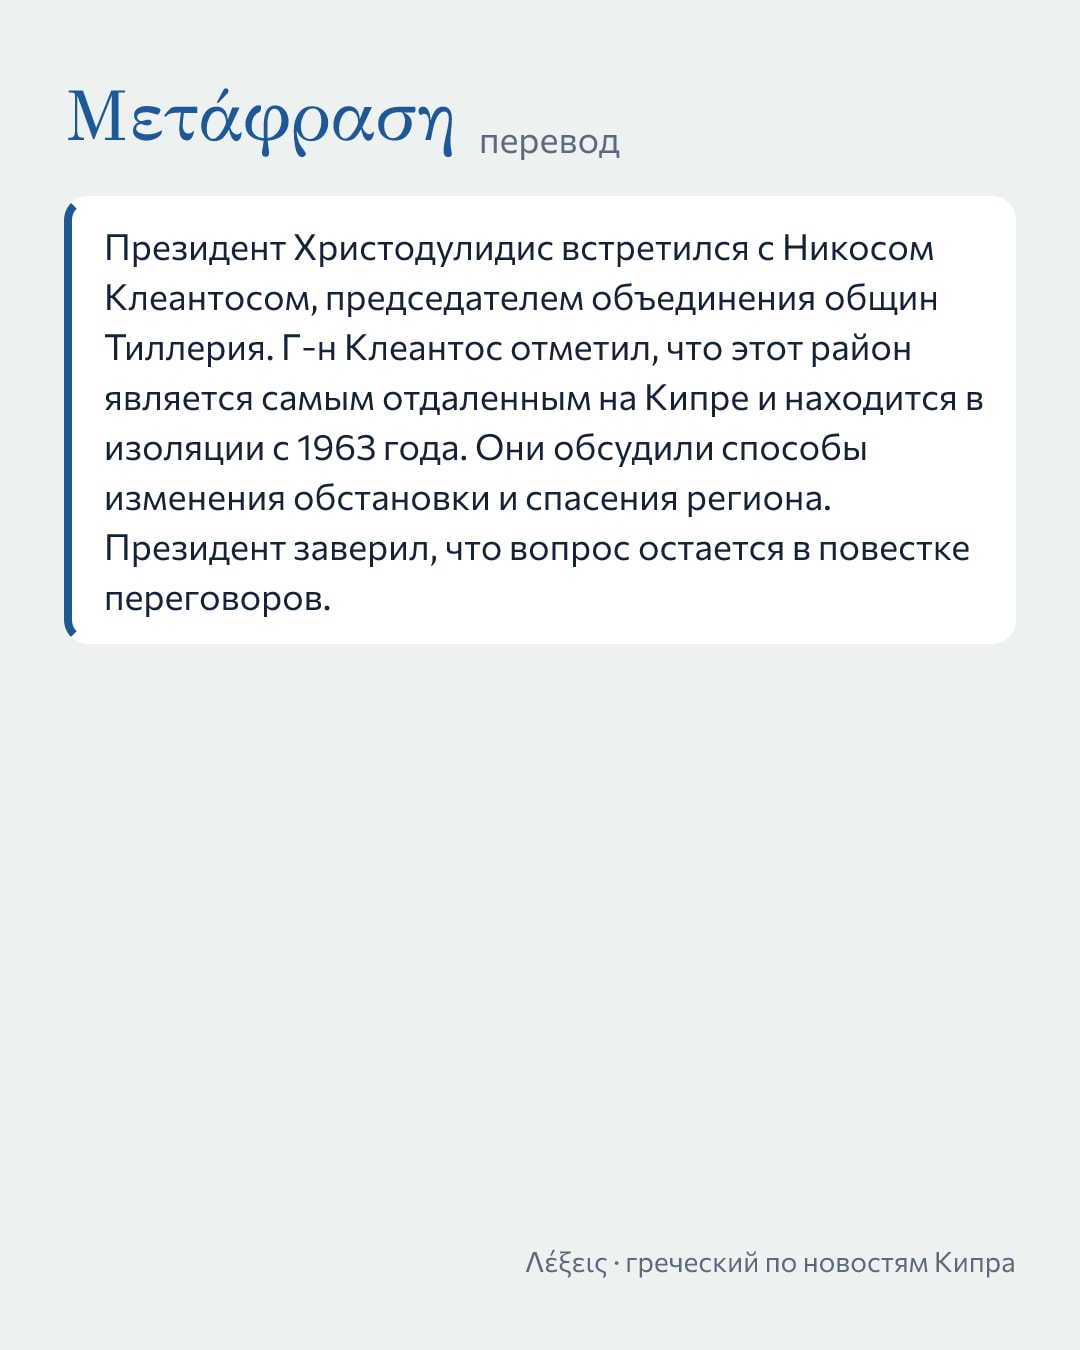 Μετάφραση перевод
Президент Христодулидис встретился с Никосом
Клеантосом, председателем объединения общин
Тиллерия. Г-н Клеантос отметил, что этот район
является самым отдаленным на Кипре и находится в
изоляции с 1963 года. Они обсудили способы
изменения обстановки и спасения региона.
Президент заверил, что вопрос остается в повестке
переговоров.
Λέξεις · греческий по новостям Кипра